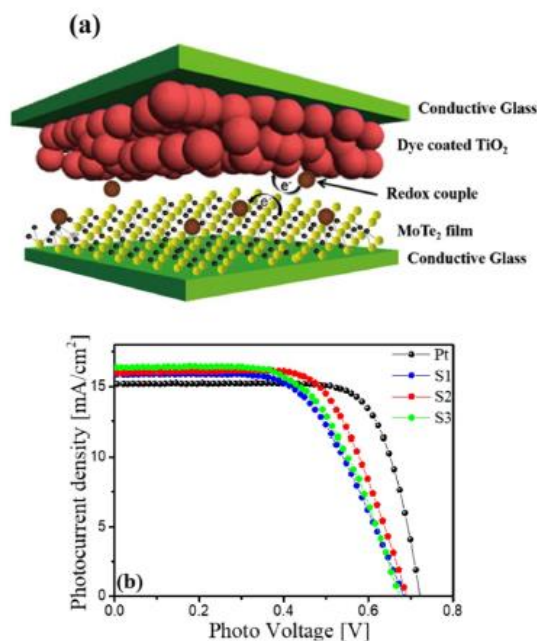 (a)
Conductive Glass
Dye coated TiO₂
e⁻
Redox couple
e⁻
MoTe₂ film
Conductive Glass
Photocurrent density [mA/cm²]
15
10
5
0
Pt
S1
S2
S3
(b)
0.0 0.2 0.4 0.6 0.8
Photo Voltage [V]